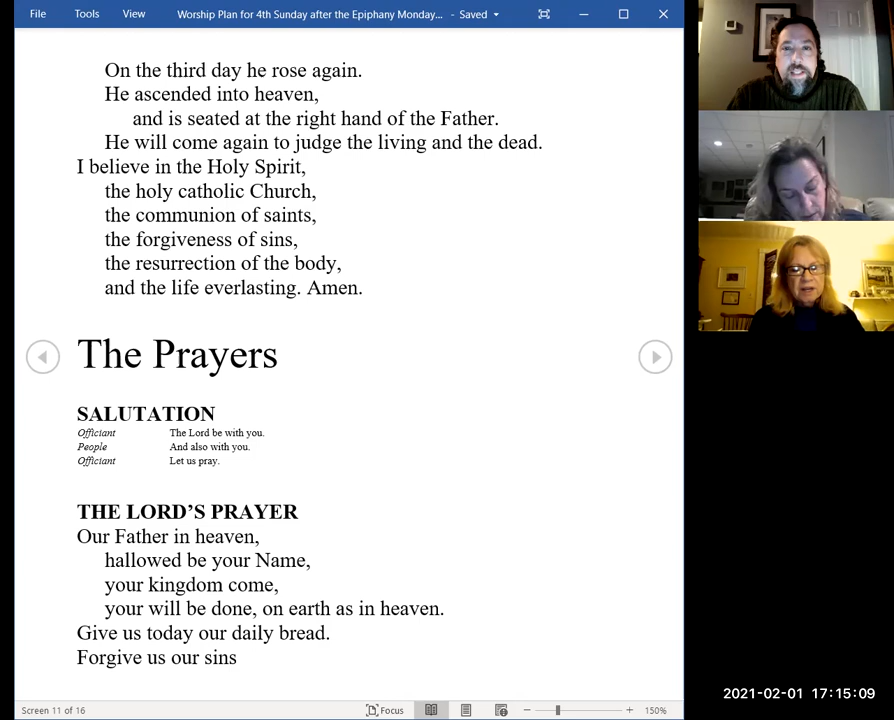 File Tools View Worship Plan for 4th Sunday after the Epiphany Monday... - Saved
On the third day he rose again.
He ascended into heaven,
and is seated at the right hand of the Father.
He will come again to judge the living and the dead.
I believe in the Holy Spirit,
the holy catholic Church,
the communion of saints,
the forgiveness of sins,
the resurrection of the body,
and the life everlasting. Amen.
The Prayers
SALUTATION
Officiant The Lord be with you.
People And also with you.
Officiant Let us pray.
THE LORD’S PRAYER
Our Father in heaven,
hallowed be your Name,
your kingdom come,
your will be done, on earth as in heaven.
Give us today our daily bread.
Forgive us our sins
Screen 11 of 16 Focus 150%
2021-02-01 17:15:09